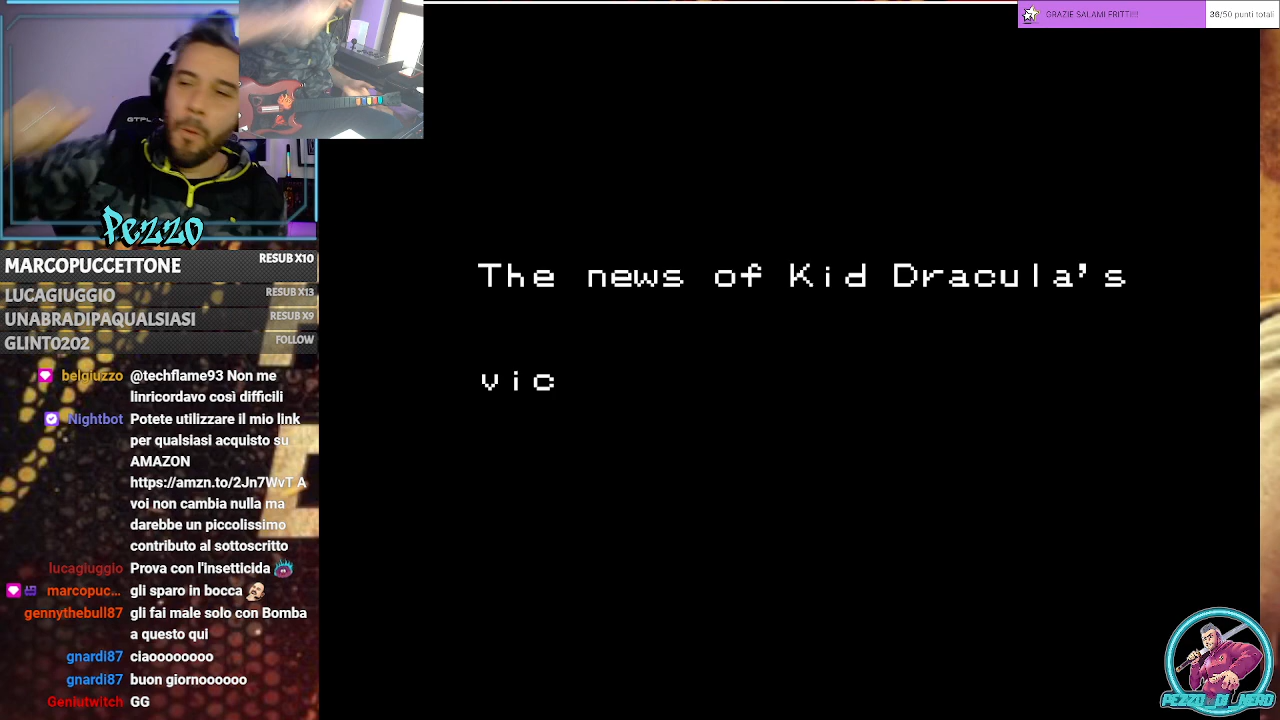 GRAZIE SALAMI FRITTI!!!
38/50 punti totali
GTPL
Pezzo
MARCOPUCCETTONE RESUB X10
LUCAGIUGGIO RESUB X13
UNABRADIPAQUALSIASI RESUB X9
GLINT0202 FOLLOW
The news of Kid Dracula's
vic
belgiuzzo @techflame93 Non me
linricordavo così difficili
Nightbot Potete utilizzare il mio link
per qualsiasi acquisto su
AMAZON
https://amzn.to/2Jn7WvT A
voi non cambia nulla ma
darebbe un piccolissimo
contributo al sottoscritto
lucagiuggio Prova con l'insetticida
marcopuc... gli sparo in bocca
gennythebull87 gli fai male solo con Bomba
a questo qui
gnardi87 ciaoooooooo
gnardi87 buon giornoooooo
Geniutwitch GG
PEZZO_DI_NERD